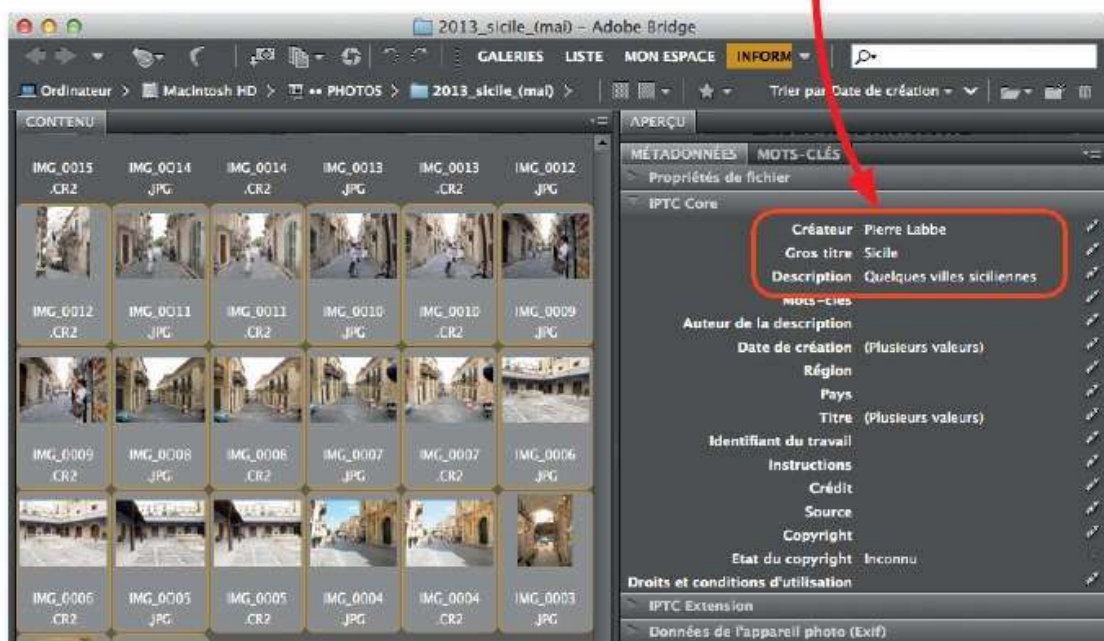 2013_sicile_(mai) – Adobe Bridge
GALERIES LISTE MON ESPACE INFORM
Ordinateur > Macintosh HD > •• PHOTOS > 2013_sicile_(mai) >
Trier par Date de création
CONTENU
IMG_0015 .CR2
IMG_0014 .JPG
IMG_0014 .CR2
IMG_0013 .JPG
IMG_0013 .CR2
IMG_0012 .JPG
IMG_0012 .CR2
IMG_0011 .JPG
IMG_0011 .CR2
IMG_0010 .JPG
IMG_0010 .CR2
IMG_0009 .JPG
IMG_0009 .CR2
IMG_0008 .JPG
IMG_0008 .CR2
IMG_0007 .JPG
IMG_0007 .CR2
IMG_0006 .JPG
IMG_0006 .CR2
IMG_0005 .JPG
IMG_0005 .CR2
IMG_0004 .JPG
IMG_0004 .CR2
IMG_0003 .JPG
APERÇU
MÉTADONNÉES MOTS-CLÉS
Propriétés de fichier
IPTC Core
Créateur Pierre Labbe
Gros titre Sicile
Description Quelques villes siciliennes
Mots-clés
Auteur de la description
Date de création (Plusieurs valeurs)
Région
Pays
Titre (Plusieurs valeurs)
Identifiant du travail
Instructions
Crédit
Source
Copyright
Etat du copyright Inconnu
Droits et conditions d'utilisation
IPTC Extension
Données de l'appareil photo (Exif)